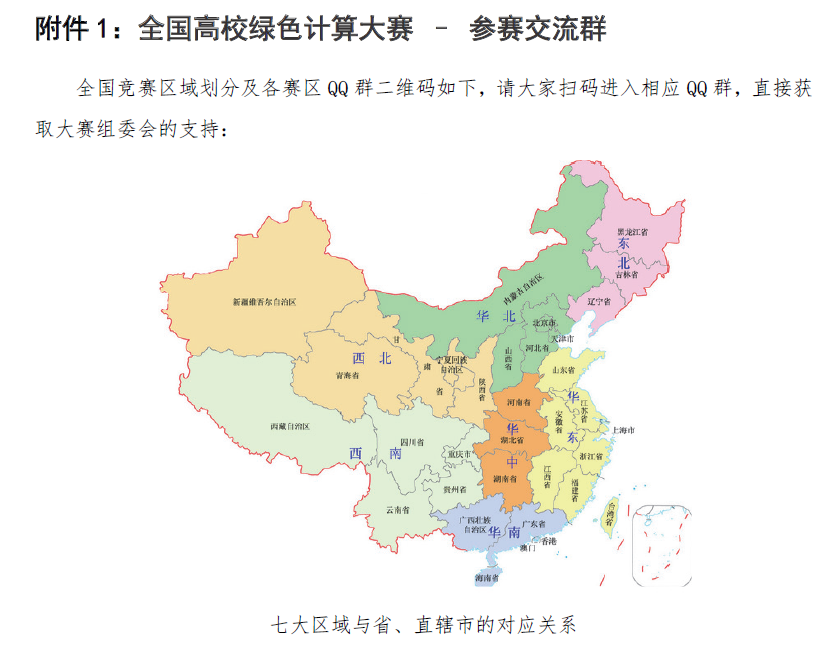 附件 1：全国高校绿色计算大赛 – 参赛交流群
全国竞赛区域划分及各赛区 QQ 群二维码如下，请大家扫码进入相应 QQ 群，直接获
取大赛组委会的支持：
黑龙江省
东
北
吉林省
辽宁省
内蒙古自治区
华 北
北京市
天津市
河北省
山西省
新疆维吾尔自治区
西 北
甘
肃
省
宁夏回族
自治区
陕西省
青海省
山东省
河南省
华
江苏省
安徽省
东
上海市
浙江省
江西省
福建省
台湾省
华
湖北省
中
湖南省
西藏自治区
西 南
四川省
重庆市
贵州省
云南省
广西壮族
自治区
华 南
广东省
香港
澳门
海南省
七大区域与省、直辖市的对应关系